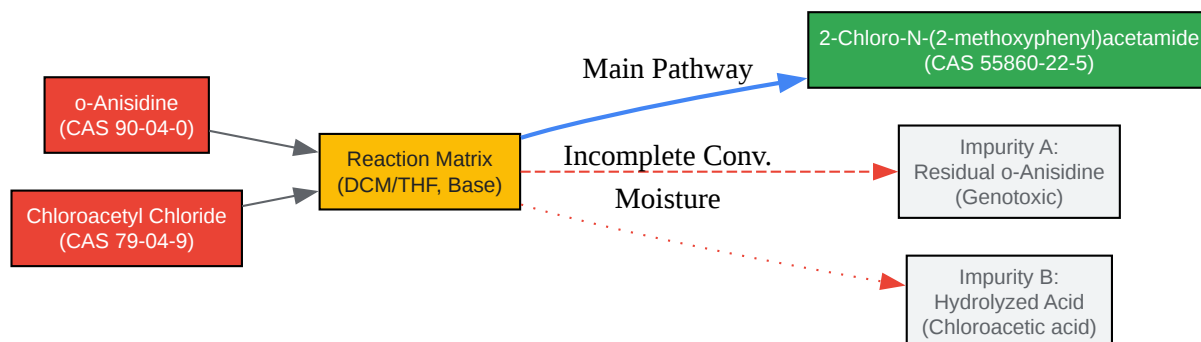 o-Anisidine
(CAS 90-04-0)
Chloroacetyl Chloride
(CAS 79-04-9)
Reaction Matrix
(DCM/THF, Base)
Main Pathway
Incomplete Conv.
Moisture
2-Chloro-N-(2-methoxyphenyl)acetamide
(CAS 55860-22-5)
Impurity A:
Residual o-Anisidine
(Genotoxic)
Impurity B:
Hydrolyzed Acid
(Chloroacetic acid)